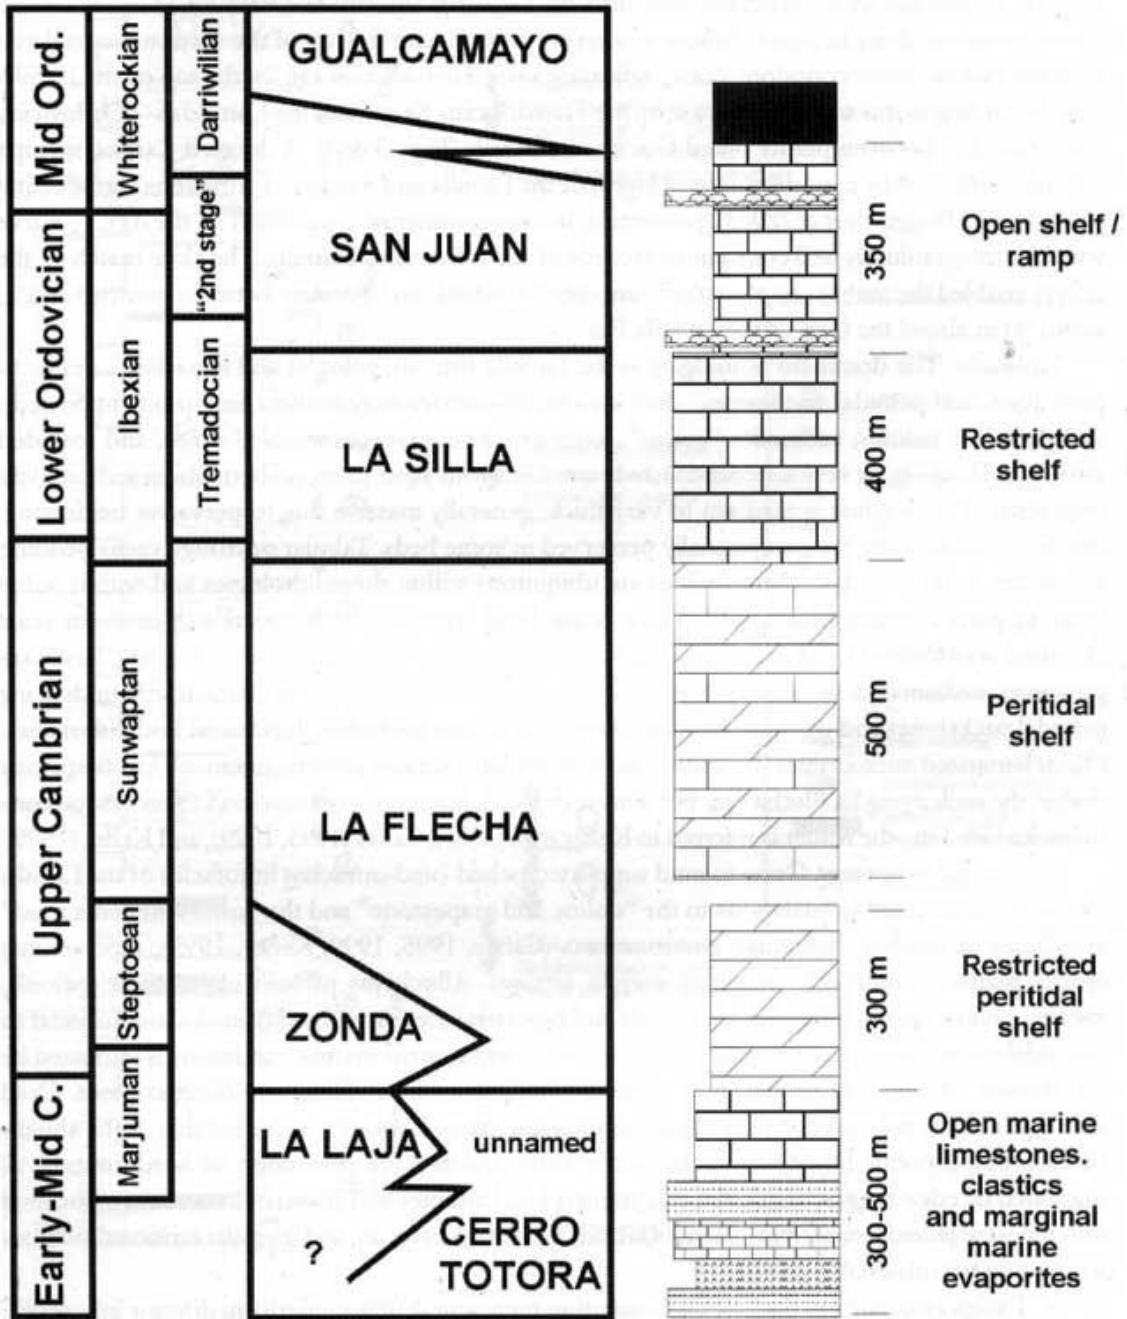 Mid Ord.
Lower Ordovician
Upper Cambrian
Early-Mid C.
Whiterockian
Ibexian
Sunwaptan
Steptoean
Marjuman
Darriwilian
"2nd stage"
Tremadocian
GUALCAMAYO
SAN JUAN
LA SILLA
LA FLECHA
ZONDA
LA LAJA
unnamed
?
CERRO
TOTORA
350 m
400 m
500 m
300 m
300-500 m
Open shelf /
ramp
Restricted
shelf
Peritidal
shelf
Restricted
peritidal
shelf
Open marine
limestones.
clastics
and marginal
marine
evaporites